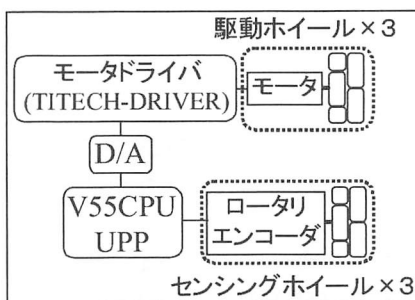 駆動ホイール×3
モータドライバ
(TITECH-DRIVER)
モータ
D/A
V55CPU
UPP
ロータリ
エンコーダ
センシングホイール×3